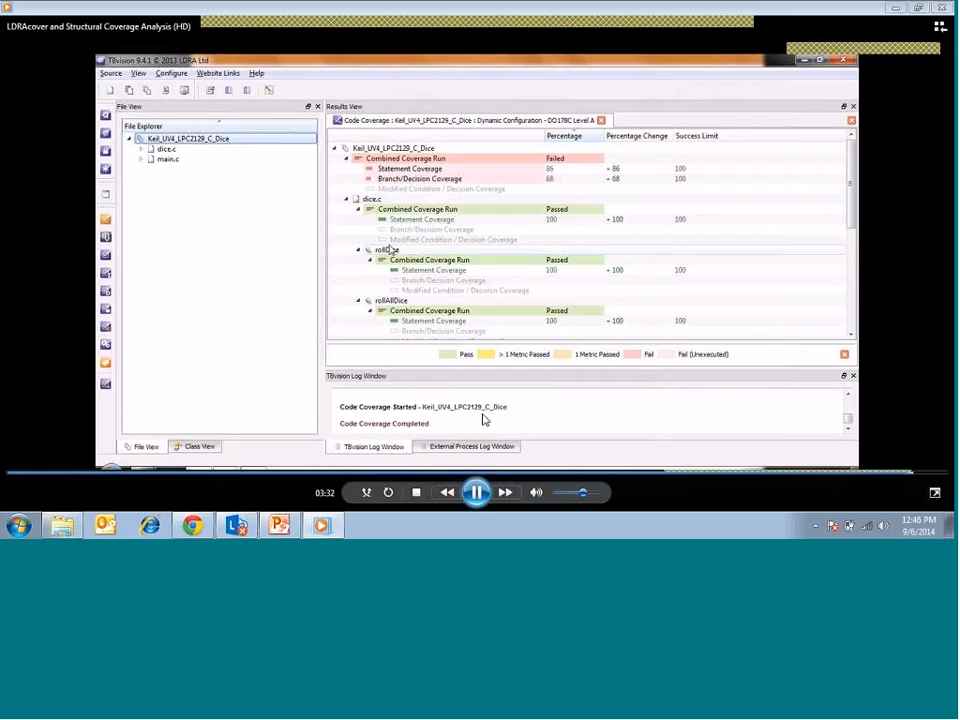 LDRAcover and Structural Coverage Analysis (HD)
TBvision 9.4.1 © 2013 LDRA Ltd
Source View Configure Website Links Help
File View
Results View
File Explorer
Code Coverage : Keil_UV4_LPC2129_C_Dice : Dynamic Configuration - DO178C Level A
Percentage Percentage Change Success Limit
Keil_UV4_LPC2129_C_Dice
dice.c
main.c
Keil_UV4_LPC2129_C_Dice
Combined Coverage Run Failed
Statement Coverage 86 + 86 100
Branch/Decision Coverage 68 + 68 100
Modified Condition / Decision Coverage
dice.c
Combined Coverage Run Passed
Statement Coverage 100 + 100 100
Branch/Decision Coverage
Modified Condition / Decision Coverage
rollDice
Combined Coverage Run Passed
Statement Coverage 100 + 100 100
Branch/Decision Coverage
Modified Condition / Decision Coverage
rollAllDice
Combined Coverage Run Passed
Statement Coverage 100 + 100 100
Branch/Decision Coverage
Pass > 1 Metric Passed 1 Metric Passed Fail Fail (Unexecuted)
TBvision Log Window
Code Coverage Started - Keil_UV4_LPC2129_C_Dice
Code Coverage Completed
File View Class View
TBvision Log Window External Process Log Window
03:32
12:46 PM
9/6/2014